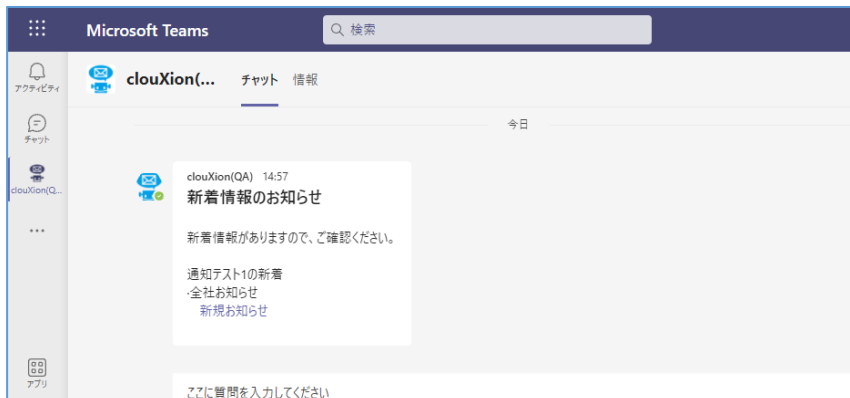 Microsoft Teams
検索
アクティビティ
チャット
clouXion(Q...
アプリ
clouXion(...
チャット 情報
今日
clouXion(QA) 14:57
新着情報のお知らせ
新着情報がありますので、ご確認ください。
通知テスト1の新着
·全社お知らせ
新規お知らせ
ここに質問を入力してください